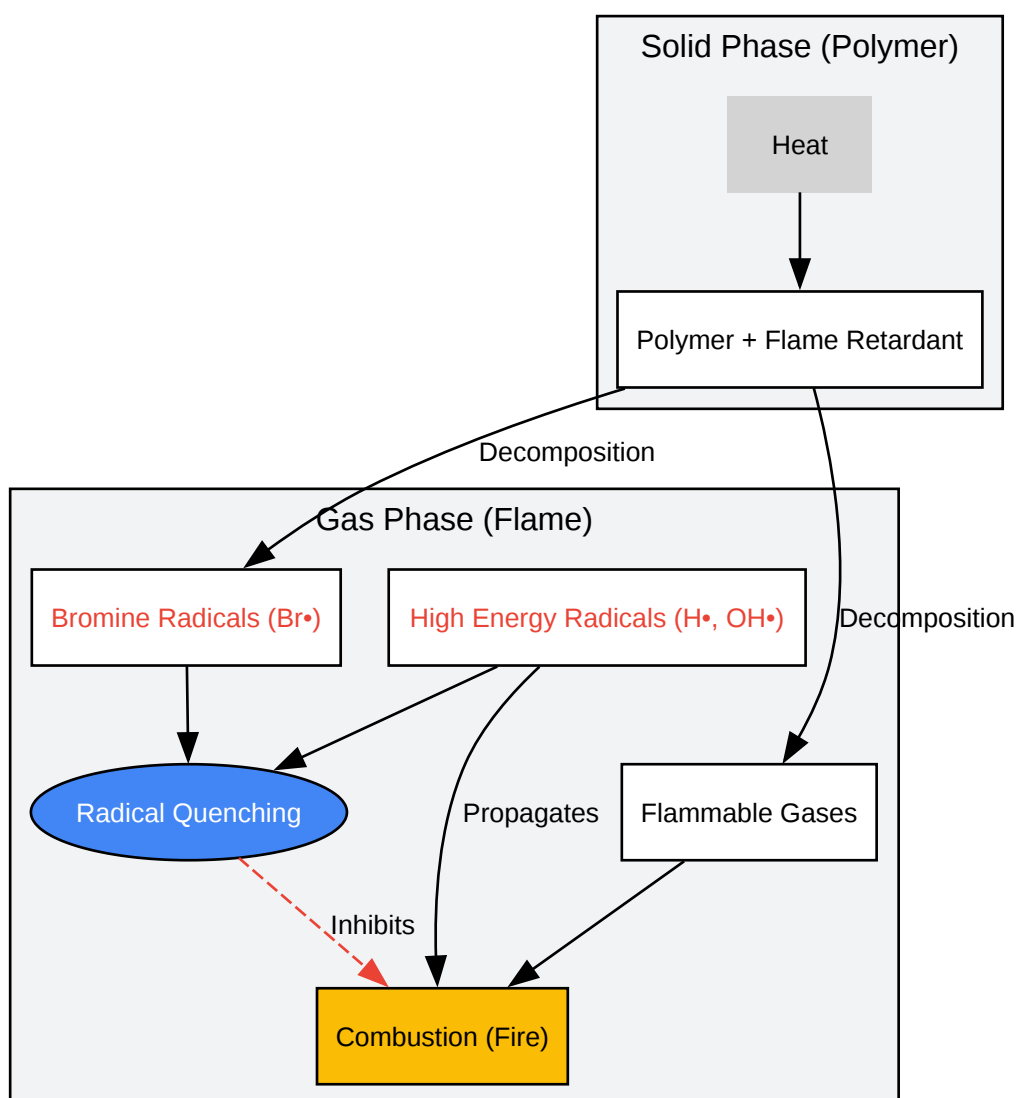 Solid Phase (Polymer)
Heat
Polymer + Flame Retardant
Decomposition
Gas Phase (Flame)
Bromine Radicals (Br•)
High Energy Radicals (H•, OH•)
Decomposition
Radical Quenching
Propagates
Flammable Gases
Inhibits
Combustion (Fire)